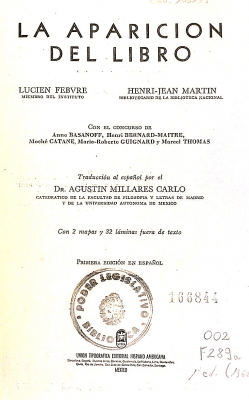 LA APARICION
DEL LIBRO
LUCIEN FEBVRE
MIEMBRO DEL INSTITUTO
HENRI-JEAN MARTIN
BIBLIOTECARIO DE LA BIBLIOTECA NACIONAL
CON EL CONCURSO DE
Anne BASANOFF, Henri BERNARD-MAITRE,
Moché CATANE, Marie-Roberte GUIGNARD y Marcel THOMAS
Traducción al español por el
DR. AGUSTIN MILLARES CARLO
CATEDRATICO DE LA FACULTAD DE FILOSOFIA Y LETRAS DE MADRID
Y DE LA UNIVERSIDAD AUTONOMA DE MEXICO
Con 2 mapas y 32 láminas fuera de texto
PRIMERA EDICIÓN EN ESPAÑOL
PODER LEGISLATIVO
BIBLIOTECA
166844
002
F289a
UNION TIPOGRAFICA EDITORIAL HISPANO AMERICANA
MEXICO